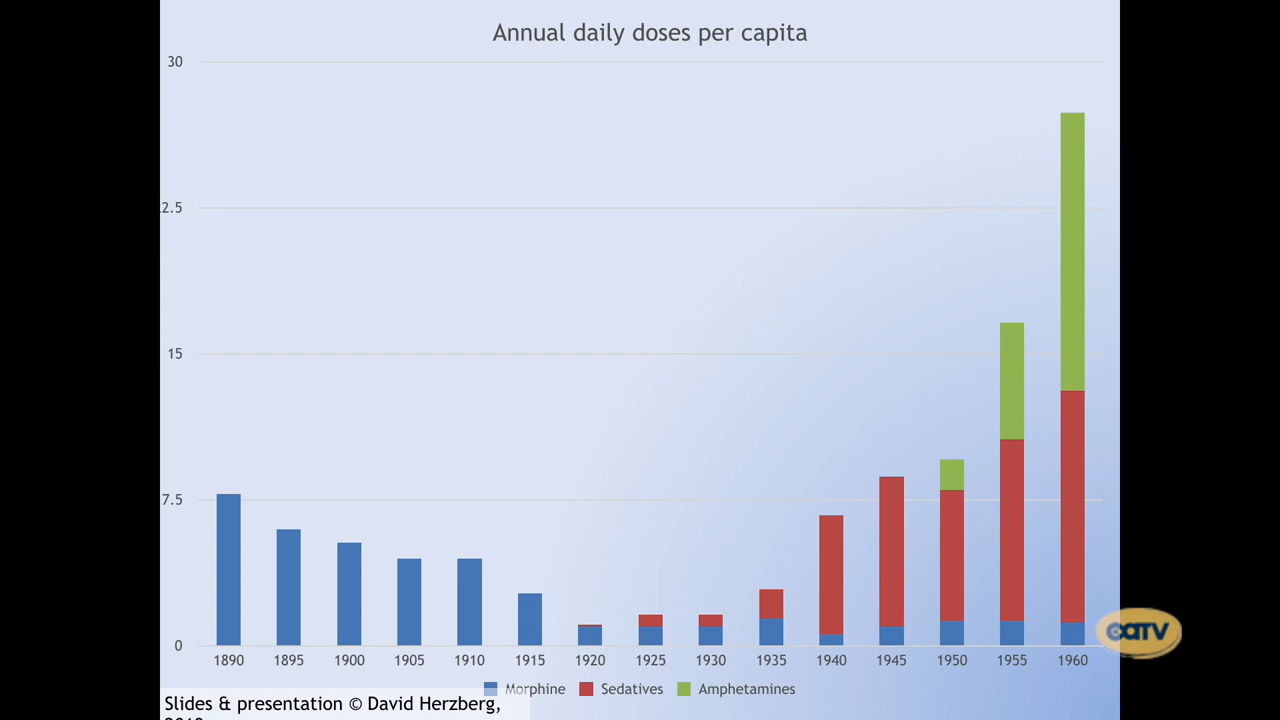 Annual daily doses per capita
30
2.5
15
7.5
0
1890 1895 1900 1905 1910 1915 1920 1925 1930 1935 1940 1945 1950 1955 1960
Morphine Sedatives Amphetamines
Slides & presentation © David Herzberg,
CATV